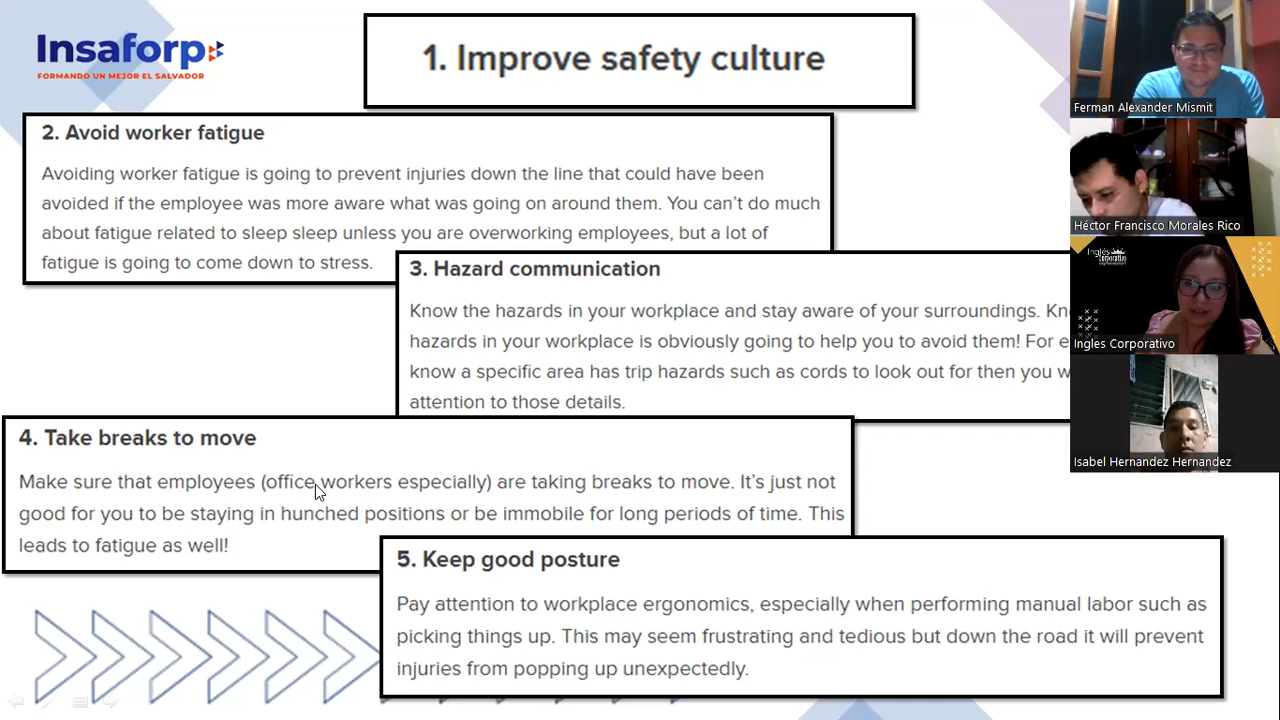 Insaforp
FORMANDO UN MEJOR EL SALVADOR
1. Improve safety culture
2. Avoid worker fatigue
Avoiding worker fatigue is going to prevent injuries down the line that could have been
avoided if the employee was more aware what was going on around them. You can't do much
about fatigue related to sleep sleep unless you are overworking employees, but a lot of
fatigue is going to come down to stress.
3. Hazard communication
Know the hazards in your workplace and stay aware of your surroundings.
hazards in your workplace is obviously going to help you to avoid them! For
know a specific area has trip hazards such as cords to look out for then you
attention to those details.
4. Take breaks to move
Make sure that employees (office workers especially) are taking breaks to move. It's just not
good for you to be staying in hunched positions or be immobile for long periods of time. This
leads to fatigue as well!
5. Keep good posture
Pay attention to workplace ergonomics, especially when performing manual labor such as
picking things up. This may seem frustrating and tedious but down the road it will prevent
injuries from popping up unexpectedly.
Ferman Alexander Mismit
Héctor Francisco Morales Rico
Inglés
Corporativo
Ingles Corporativo
Isabel Hernandez Hernandez